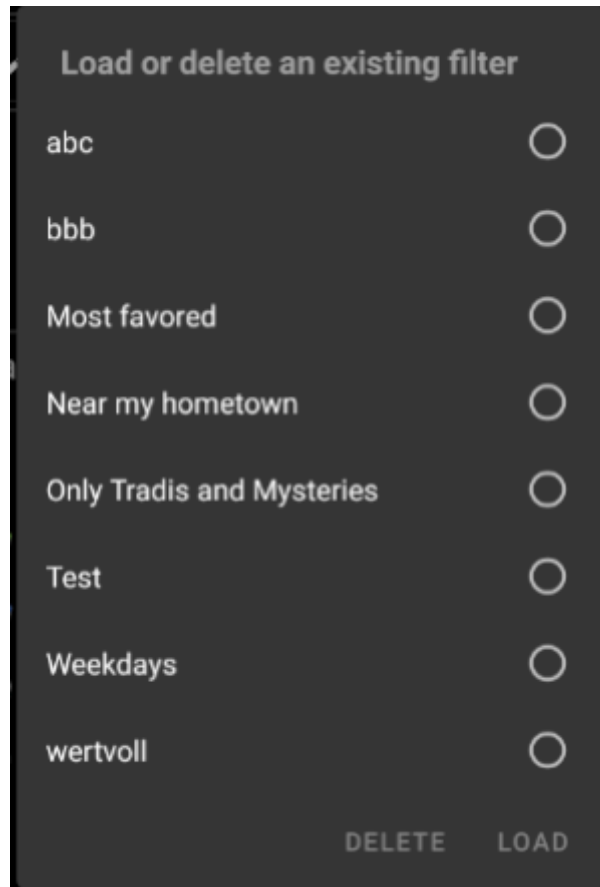 Load or delete an existing filter
abc
bbb
Most favored
Near my hometown
Only Tradis and Mysteries
Test
Weekdays
wertvoll
DELETE LOAD